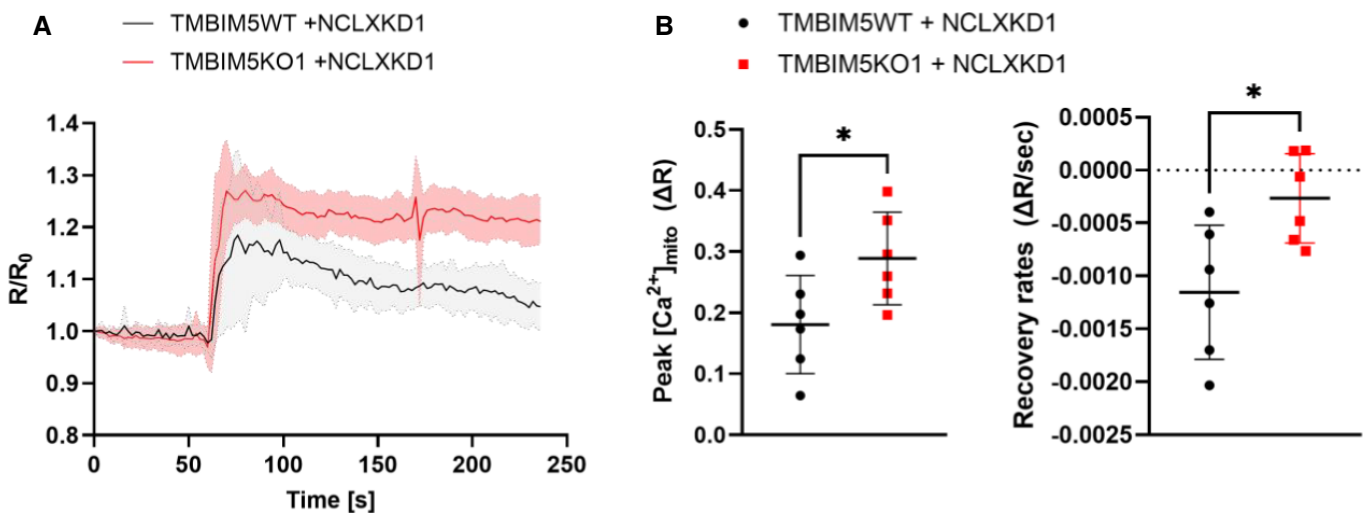 A
TMBIM5WT +NCLXKD1
TMBIM5KO1 +NCLXKD1
1.4
1.3
1.2
1.1
1.0
0.9
0.8
R/R0
0
50
100
150
200
250
Time [s]
B
TMBIM5WT + NCLXKD1
TMBIM5KO1 + NCLXKD1
Peak [Ca2+]mito (ΔR)
0.5
0.4
0.3
0.2
0.1
0.0
*
Recovery rates (ΔR/sec)
0.0005
0.0000
-0.0005
-0.0010
-0.0015
-0.0020
-0.0025
*